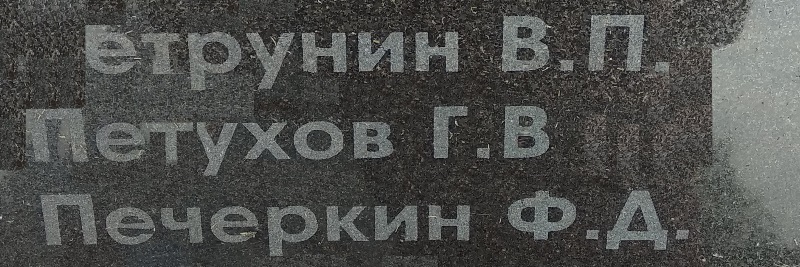 етрунин В.П.
Петухов Г.В
Печеркин Ф.Д.